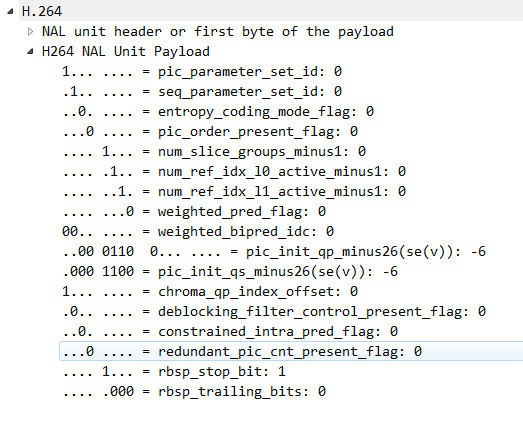 H.264
NAL unit header or first byte of the payload
H264 NAL Unit Payload
1... .... = pic_parameter_set_id: 0
.1.. .... = seq_parameter_set_id: 0
..0. .... = entropy_coding_mode_flag: 0
...0 .... = pic_order_present_flag: 0
.... 1... = num_slice_groups_minus1: 0
.... .1.. = num_ref_idx_l0_active_minus1: 0
.... ..1. = num_ref_idx_l1_active_minus1: 0
.... ...0 = weighted_pred_flag: 0
00.. .... = weighted_bipred_idc: 0
..00 0110  0... .... = pic_init_qp_minus26(se(v)): -6
.000 1100 = pic_init_qs_minus26(se(v)): -6
1... .... = chroma_qp_index_offset: 0
.0.. .... = deblocking_filter_control_present_flag: 0
..0. .... = constrained_intra_pred_flag: 0
...0 .... = redundant_pic_cnt_present_flag: 0
.... 1... = rbsp_stop_bit: 1
.... .000 = rbsp_trailing_bits: 0